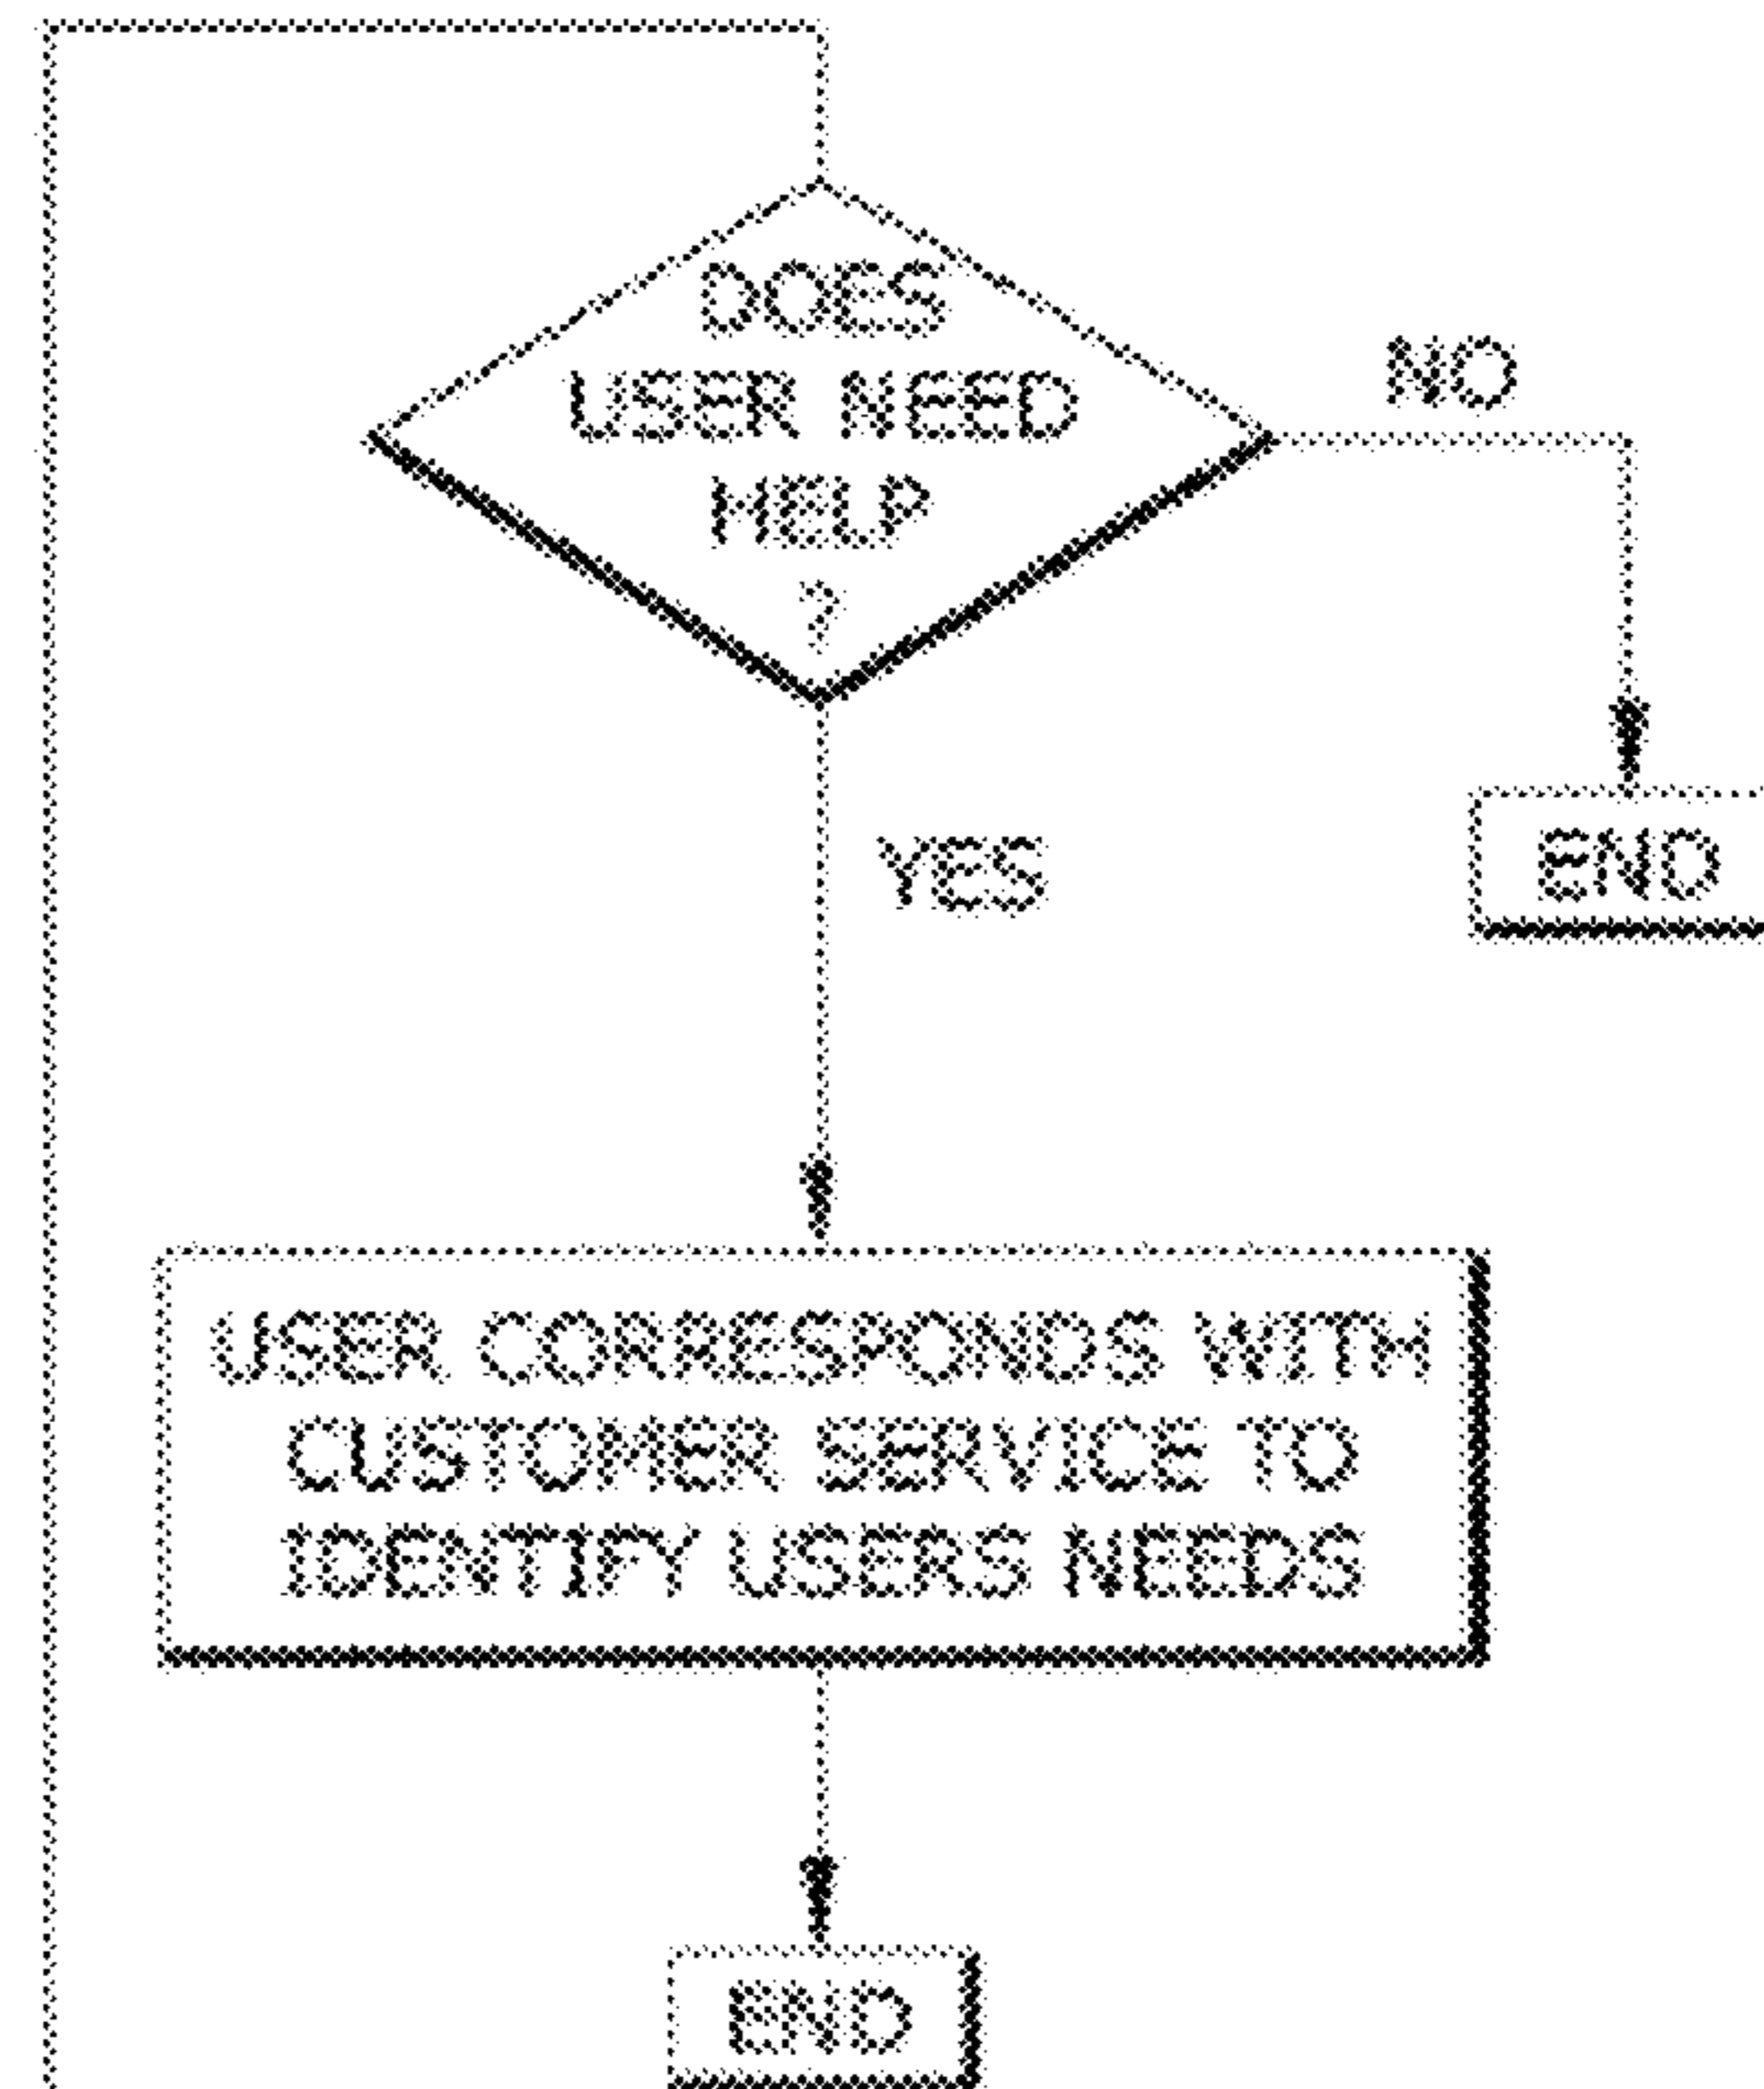 DOES
USER NEED
HELP
?
NO
YES
END
USER CORRESPONDS WITH
CUSTOMER SERVICE TO
IDENTIFY USERS NEEDS
END